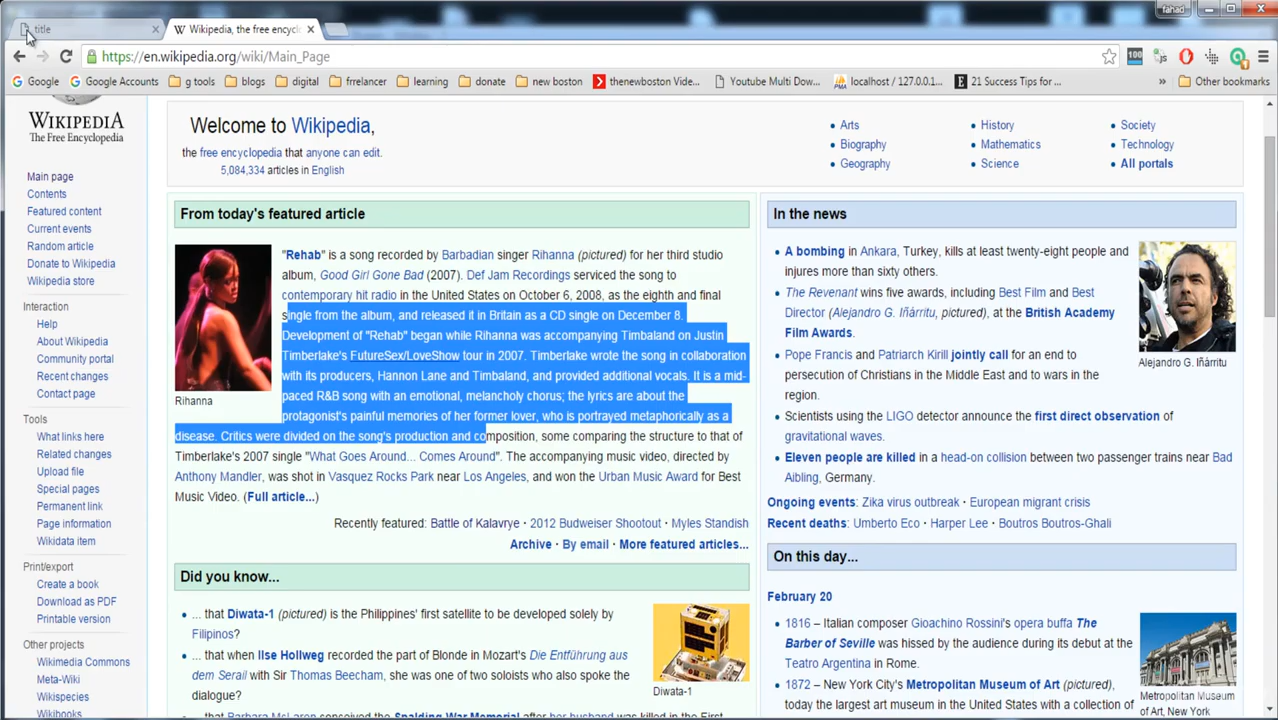 fahad
title
Wikipedia, the free encycl
https://en.wikipedia.org/wiki/Main_Page
100
Google
Google Accounts
g tools
blogs
digital
frrelancer
learning
donate
new boston
thenewboston Vide...
Youtube Multi Dow...
localhost / 127.0.0.1...
21 Success Tips for ...
»
Other bookmarks
WIKIPEDIA
The Free Encyclopedia
Main page
Contents
Featured content
Current events
Random article
Donate to Wikipedia
Wikipedia store
Interaction
Help
About Wikipedia
Community portal
Recent changes
Contact page
Tools
What links here
Related changes
Upload file
Special pages
Permanent link
Page information
Wikidata item
Print/export
Create a book
Download as PDF
Printable version
Other projects
Wikimedia Commons
Meta-Wiki
Wikispecies
Wikibooks
Welcome to Wikipedia,
the free encyclopedia that anyone can edit.
5,084,334 articles in English
• Arts
• Biography
• Geography
• History
• Mathematics
• Science
• Society
• Technology
• All portals
From today's featured article
"Rehab" is a song recorded by Barbadian singer Rihanna (pictured) for her third studio
album, Good Girl Gone Bad (2007). Def Jam Recordings serviced the song to
contemporary hit radio in the United States on October 6, 2008, as the eighth and final
single from the album, and released it in Britain as a CD single on December 8.
Development of "Rehab" began while Rihanna was accompanying Timbaland on Justin
Timberlake's FutureSex/LoveShow tour in 2007. Timberlake wrote the song in collaboration
with its producers, Hannon Lane and Timbaland, and provided additional vocals. It is a mid-
paced R&B song with an emotional, melancholy chorus; the lyrics are about the
protagonist's painful memories of her former lover, who is portrayed metaphorically as a
disease. Critics were divided on the song's production and composition, some comparing the structure to that of
Timberlake's 2007 single "What Goes Around... Comes Around". The accompanying music video, directed by
Anthony Mandler, was shot in Vasquez Rocks Park near Los Angeles, and won the Urban Music Award for Best
Music Video. (Full article...)
Rihanna
Recently featured: Battle of Kalavrye · 2012 Budweiser Shootout · Myles Standish
Archive · By email · More featured articles...
Did you know...
• ... that Diwata-1 (pictured) is the Philippines' first satellite to be developed solely by
Filipinos?
• ... that when Ilse Hollweg recorded the part of Blonde in Mozart's Die Entführung aus
dem Serail with Sir Thomas Beecham, she was one of two soloists who also spoke the
dialogue?
• ... that Barbara McLaren conceived the Spalding War Memorial after her husband was killed in the First
Diwata-1
In the news
• A bombing in Ankara, Turkey, kills at least twenty-eight people and
injures more than sixty others.
• The Revenant wins five awards, including Best Film and Best
Director (Alejandro G. Iñárritu, pictured), at the British Academy
Film Awards.
• Pope Francis and Patriarch Kirill jointly call for an end to
persecution of Christians in the Middle East and to wars in the
region.
• Scientists using the LIGO detector announce the first direct observation of
gravitational waves.
• Eleven people are killed in a head-on collision between two passenger trains near Bad
Aibling, Germany.
Alejandro G. Iñárritu
Ongoing events: Zika virus outbreak · European migrant crisis
Recent deaths: Umberto Eco · Harper Lee · Boutros Boutros-Ghali
On this day...
February 20
• 1816 – Italian composer Gioachino Rossini's opera buffa The
Barber of Seville was hissed by the audience during its debut at the
Teatro Argentina in Rome.
• 1872 – New York City's Metropolitan Museum of Art (pictured),
today the largest art museum in the United States with a collection of
Metropolitan Museum
of Art, New York